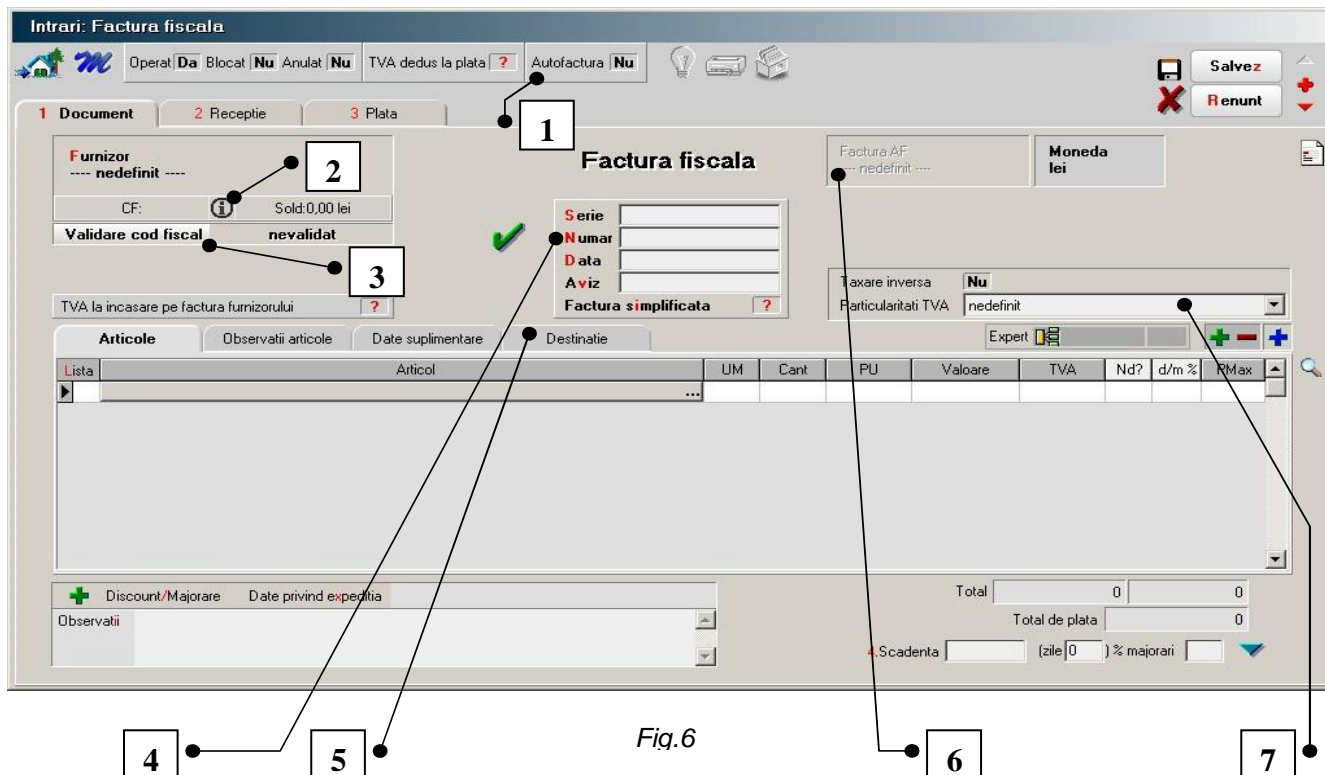 Intrari: Factura fiscala
Operat Da Blocat Nu Anulat Nu TVA dedus la plata ? Autofactura Nu
Salvez
Renunt
1 Document 2 Receptie 3 Plata
1
Furnizor
---- nedefinit ----
2
CF: Sold:0,00 lei
Validare cod fiscal nevalidat
3
TVA la incasare pe factura furnizorului ?
Factura fiscala
Serie
Numar
Data
Aviz
Factura simplificata ?
Factura AF
---- nedefinit ----
Moneda
lei
Taxare inversa Nu
Particularitati TVA nedefinit
Articole Observatii articole Date suplimentare Destinatie
Expert
Lista Articol UM Cant PU Valoare TVA Nd? d/m % PMax
...
Discount/Majorare Date privind expeditia
Observatii
Total 0 0
Total de plata 0
4.Scadenta (zile 0 ) % majorari
4 5 Fig.6 6 7